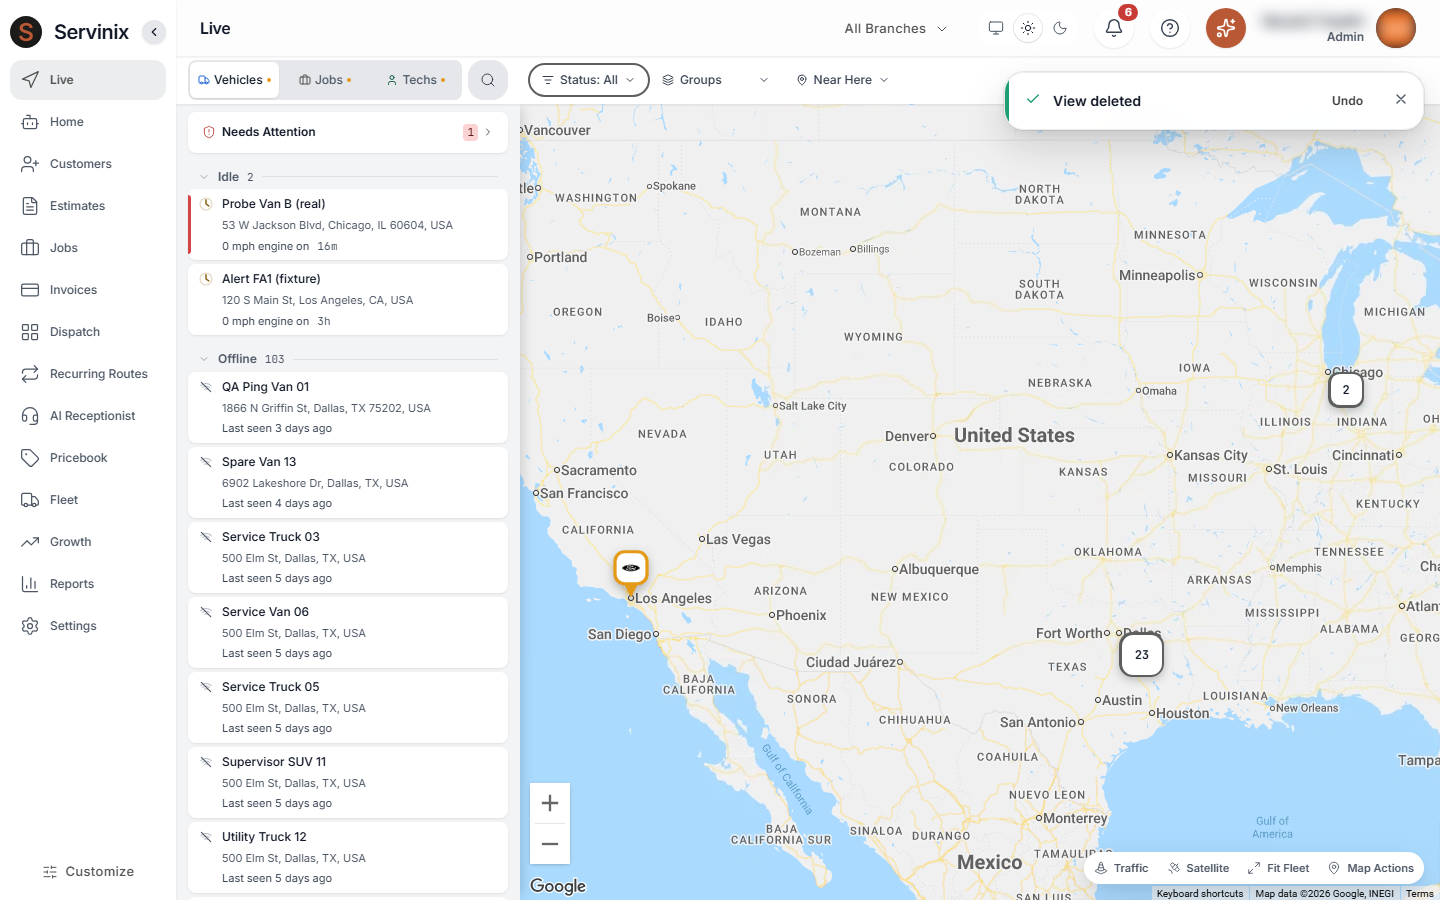 S Servinix
Live
Home
Customers
Estimates
Jobs
Invoices
Dispatch
Recurring Routes
AI Receptionist
Pricebook
Fleet
Growth
Reports
Settings
Customize
Live
All Branches
6
Admin
Vehicles
Jobs
Techs
Status: All
Groups
Near Here
View deleted
Undo
Needs Attention 1
Idle 2
Probe Van B (real)
53 W Jackson Blvd, Chicago, IL 60604, USA
0 mph engine on 16m
Alert FA1 (fixture)
120 S Main St, Los Angeles, CA, USA
0 mph engine on 3h
Offline 103
QA Ping Van 01
1866 N Griffin St, Dallas, TX 75202, USA
Last seen 3 days ago
Spare Van 13
6902 Lakeshore Dr, Dallas, TX, USA
Last seen 4 days ago
Service Truck 03
500 Elm St, Dallas, TX, USA
Last seen 5 days ago
Service Van 06
500 Elm St, Dallas, TX, USA
Last seen 5 days ago
Service Truck 05
500 Elm St, Dallas, TX, USA
Last seen 5 days ago
Supervisor SUV 11
500 Elm St, Dallas, TX, USA
Last seen 5 days ago
Utility Truck 12
500 Elm St, Dallas, TX, USA
Last seen 5 days ago
Vancouver
tle
Spokane
WASHINGTON
MONTANA
NORTH
DAKOTA
MINNESOTA
Portland
Bozeman
Billings
Minneapolis
SOUTH
DAKOTA
WISCONSIN
MICHIGAN
OREGON
Boise
IDAHO
WYOMING
IOWA
Chicago
2
NEBRASKA
Omaha
Salt Lake City
ILLINOIS
INDIANA
OH
NEVADA
Denver
United States
UTAH
COLORADO
KANSAS
Kansas City
MISSOURI
St. Louis
Cincinnati
Sacramento
San Francisco
KENTUCKY
CALIFORNIA
Las Vegas
OKLAHOMA
TENNESSEE
Albuquerque
ARKANSAS
Memphis
Cha
Los Angeles
ARIZONA
NEW MEXICO
Phoenix
MISSISSIPPI
Atlan
San Diego
Fort Worth
Dallas
23
ALABAMA
GEORG
Ciudad Juárez
TEXAS
BAJA
CALIFORNIA
SONORA
Austin
LOUISIANA
New Orleans
CHIHUAHUA
San Antonio
Houston
COAHUILA
Tampa
Gulf of California
NUEVO LEON
Monterrey
Gulf of
America
BAJA
CALIFORNIA SUR
SINALOA
DURANGO
Mexico
TAMAULIPAS
SAN LUIS
Traffic
Satellite
Fit Fleet
Map Actions
Google
Keyboard shortcuts
Map data ©2026 Google, INEGI
Terms